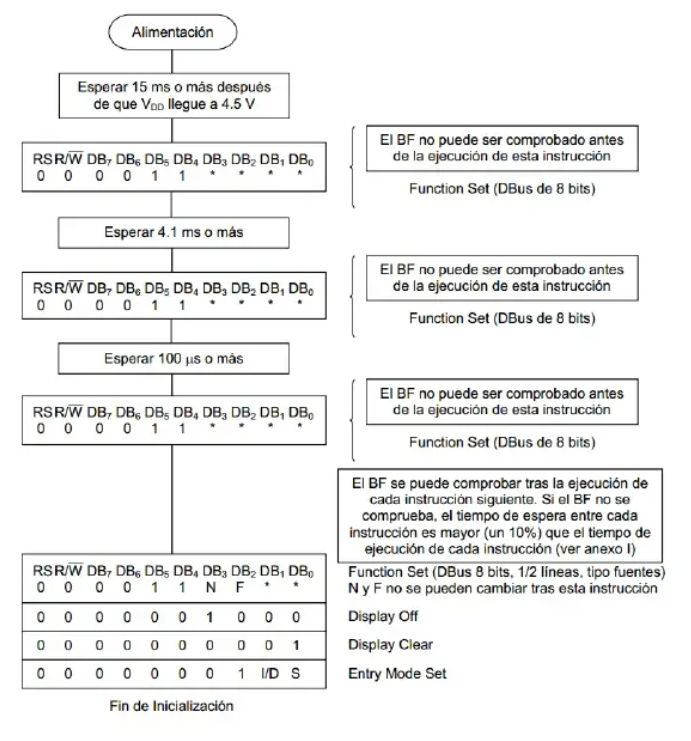 Alimentación
Esperar 15 ms o más después
de que VDD llegue a 4.5 V
RS R/W̅ DB7 DB6 DB5 DB4 DB3 DB2 DB1 DB0
0 0 0 0 1 1 * * * *
El BF no puede ser comprobado antes
de la ejecución de esta instrucción
Function Set (DBus de 8 bits)
Esperar 4.1 ms o más
RS R/W̅ DB7 DB6 DB5 DB4 DB3 DB2 DB1 DB0
0 0 0 0 1 1 * * * *
El BF no puede ser comprobado antes
de la ejecución de esta instrucción
Function Set (DBus de 8 bits)
Esperar 100 µs o más
RS R/W̅ DB7 DB6 DB5 DB4 DB3 DB2 DB1 DB0
0 0 0 0 1 1 * * * *
El BF no puede ser comprobado antes
de la ejecución de esta instrucción
Function Set (DBus de 8 bits)
El BF se puede comprobar tras la ejecución de
cada instrucción siguiente. Si el BF no se
comprueba, el tiempo de espera entre cada
instrucción es mayor (un 10%) que el tiempo de
ejecución de cada instrucción (ver anexo I)
RS R/W̅ DB7 DB6 DB5 DB4 DB3 DB2 DB1 DB0
0 0 0 0 1 1 N F * *
Function Set (DBus 8 bits, 1/2 líneas, tipo fuentes)
N y F no se pueden cambiar tras esta instrucción
0 0 0 0 0 0 1 0 0 0
Display Off
0 0 0 0 0 0 0 0 0 1
Display Clear
0 0 0 0 0 0 0 1 I/D S
Entry Mode Set
Fin de Inicialización